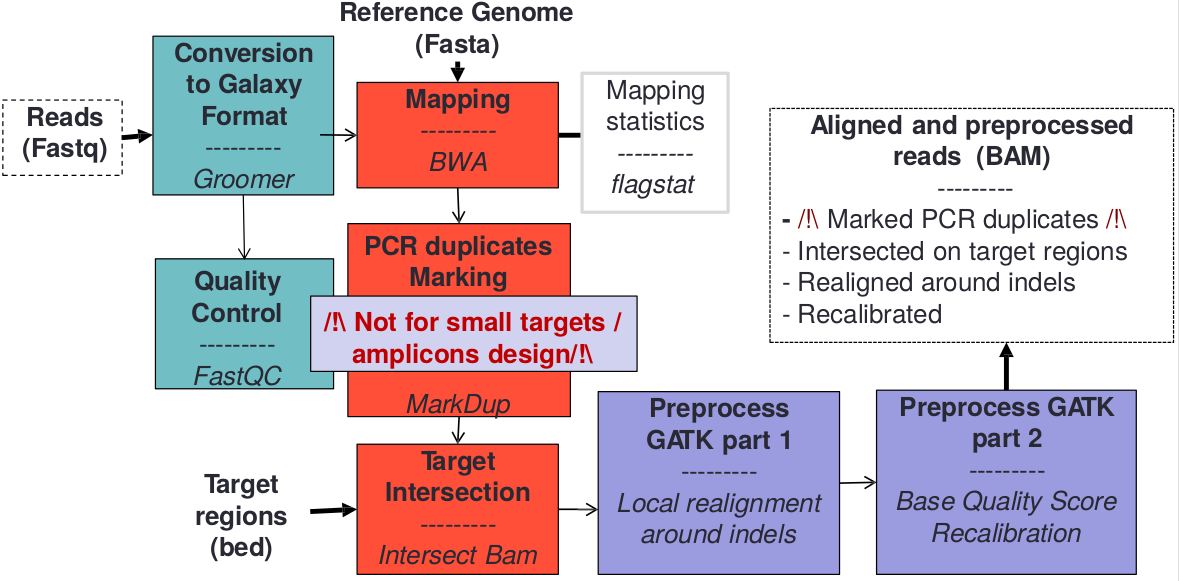 Reference Genome
(Fasta)
Reads
(Fastq)
Conversion
to Galaxy
Format
---------
Groomer
Mapping
---------
BWA
Mapping
statistics
---------
flagstat
Quality
Control
---------
FastQC
PCR duplicates
Marking
/!\ Not for small targets /
amplicons design/!\
MarkDup
Target
regions
(bed)
Target
Intersection
---------
Intersect Bam
Preprocess
GATK part 1
---------
Local realignment
around indels
Preprocess GATK
part 2
---------
Base Quality Score
Recalibration
Aligned and preprocessed
reads  (BAM)
---------
- /!\ Marked PCR duplicates /!\
- Intersected on target regions
- Realigned around indels
- Recalibrated